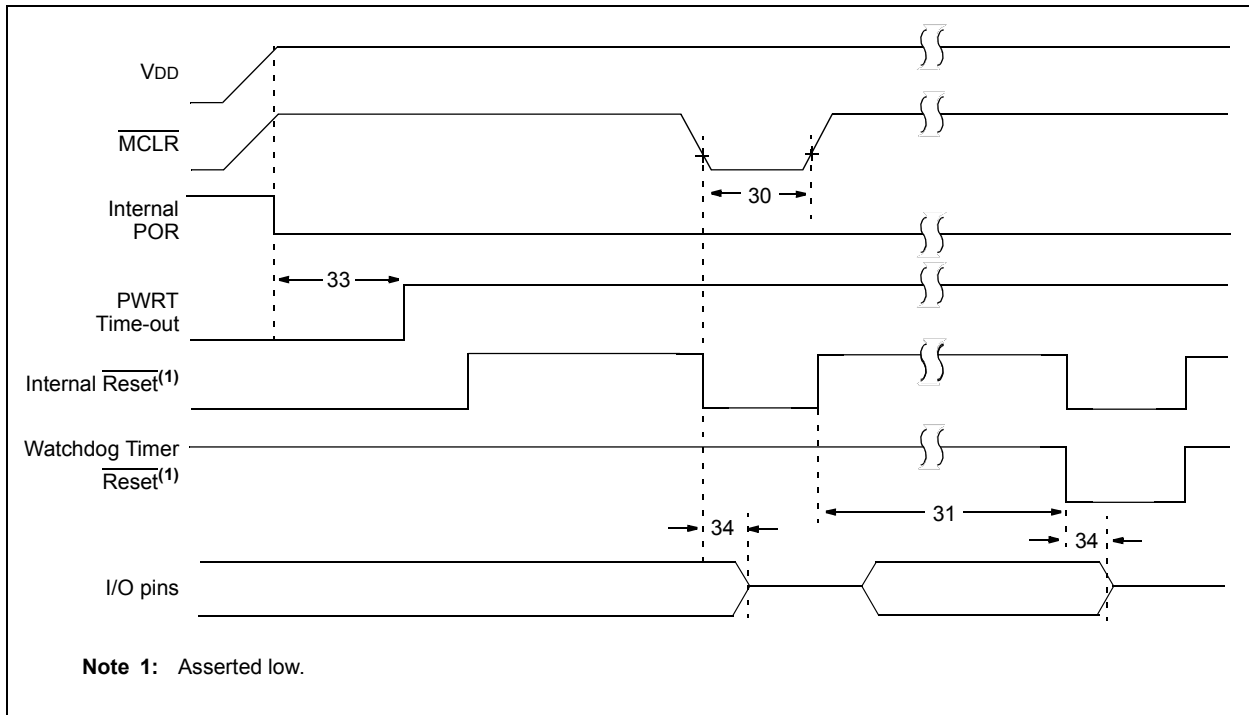 VDD
MCLR
30
Internal
POR
33
PWRT
Time-out
Internal Reset(1)
Watchdog Timer
Reset(1)
31
34
34
I/O pins
Note 1: Asserted low.